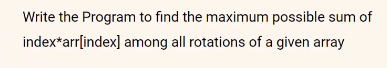 Write the Program to find the maximum possible sum of
index*arr[index] among all rotations of a given array